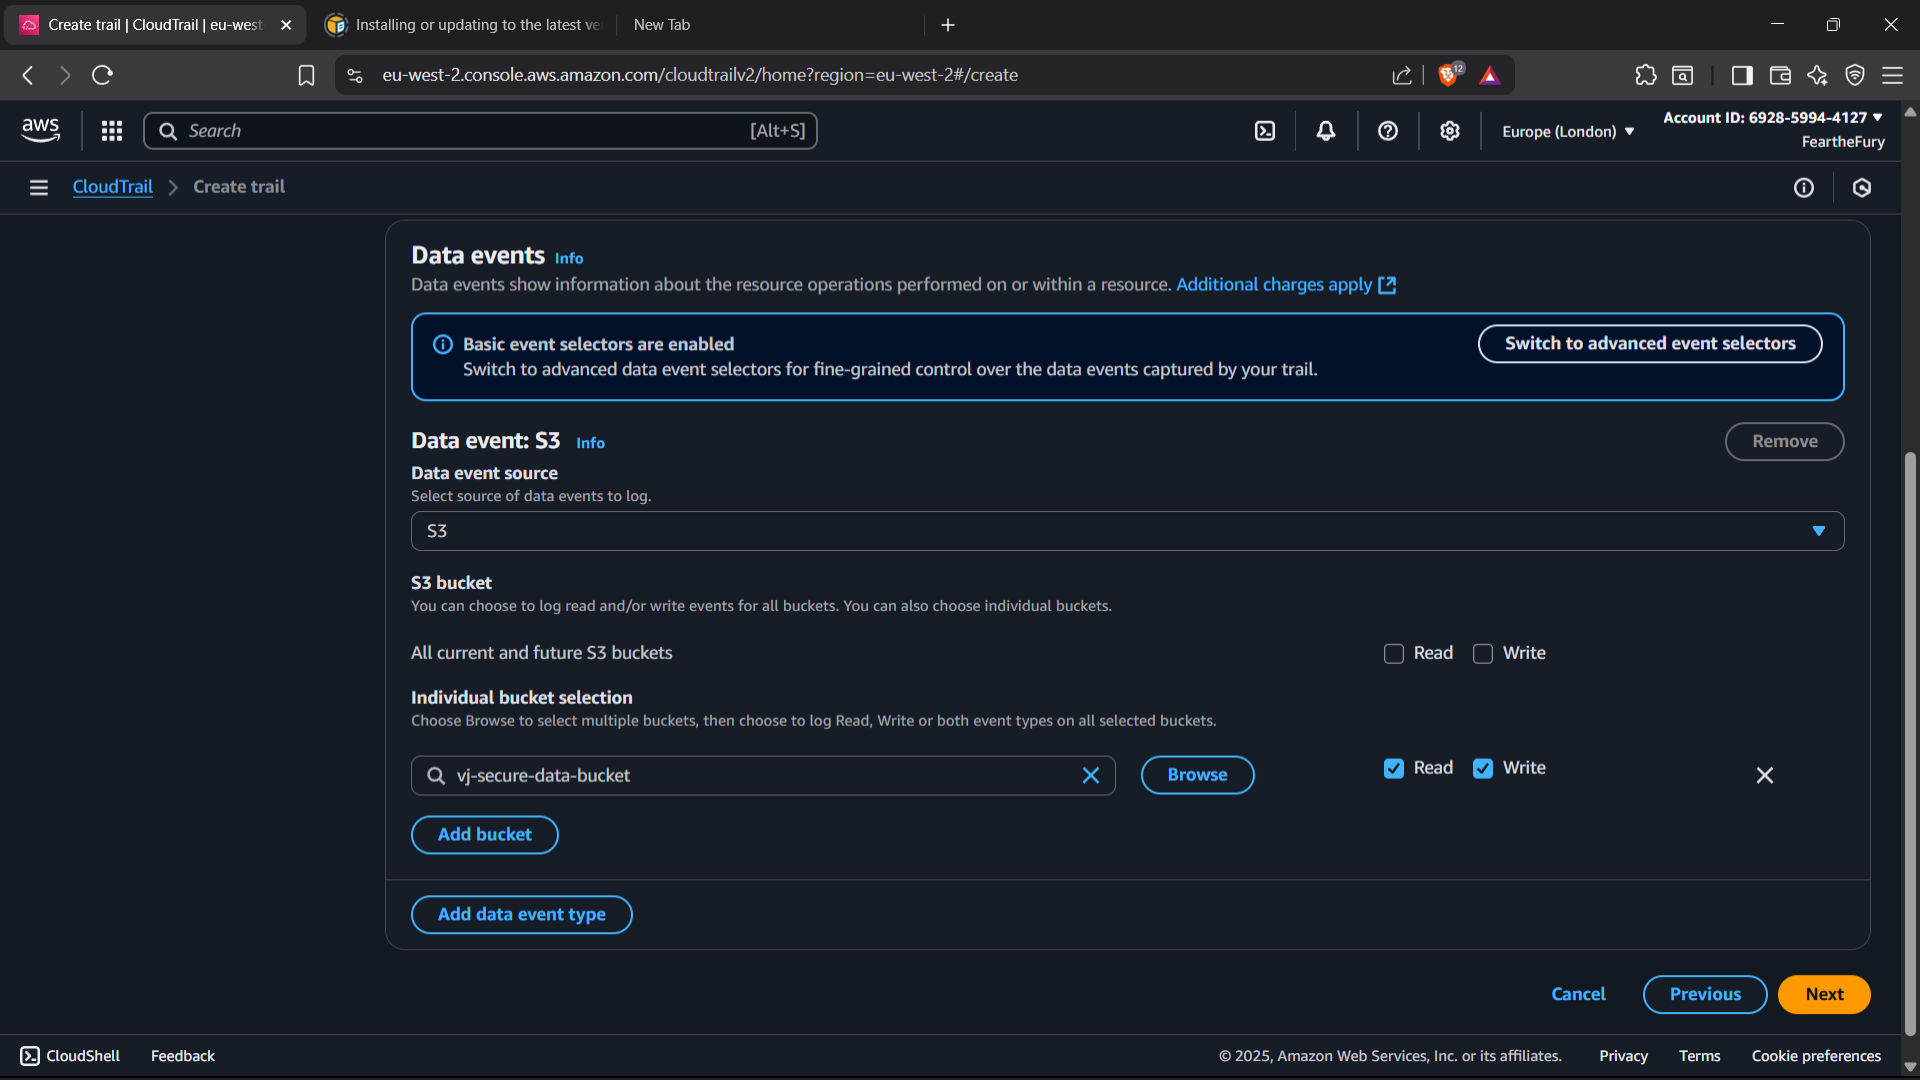 Create trail | CloudTrail | eu-west
Installing or updating to the latest ve
New Tab
eu-west-2.console.aws.amazon.com/cloudtrailv2/home?region=eu-west-2#/create
12
aws
Search
[Alt+S]
Europe (London)
Account ID: 6928-5994-4127
FeartheFury
CloudTrail
Create trail
Data events Info
Data events show information about the resource operations performed on or within a resource. Additional charges apply
Basic event selectors are enabled
Switch to advanced data event selectors for fine-grained control over the data events captured by your trail.
Switch to advanced event selectors
Data event: S3 Info
Remove
Data event source
Select source of data events to log.
S3
S3 bucket
You can choose to log read and/or write events for all buckets. You can also choose individual buckets.
All current and future S3 buckets
Read
Write
Individual bucket selection
Choose Browse to select multiple buckets, then choose to log Read, Write or both event types on all selected buckets.
vj-secure-data-bucket
Browse
Read
Write
Add bucket
Add data event type
Cancel
Previous
Next
CloudShell
Feedback
© 2025, Amazon Web Services, Inc. or its affiliates.
Privacy
Terms
Cookie preferences